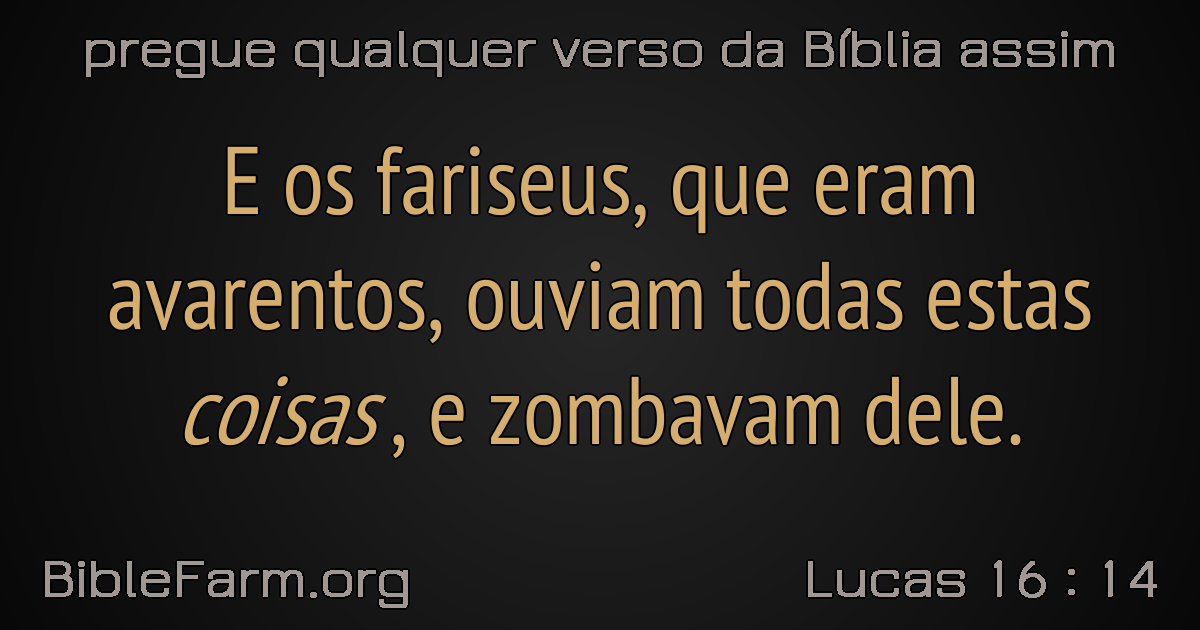 pregue qualquer verso da Bíblia assim
E os fariseus, que eram
avarentos, ouviam todas estas
coisas , e zombavam dele.
BibleFarm.org
Lucas 16 : 14